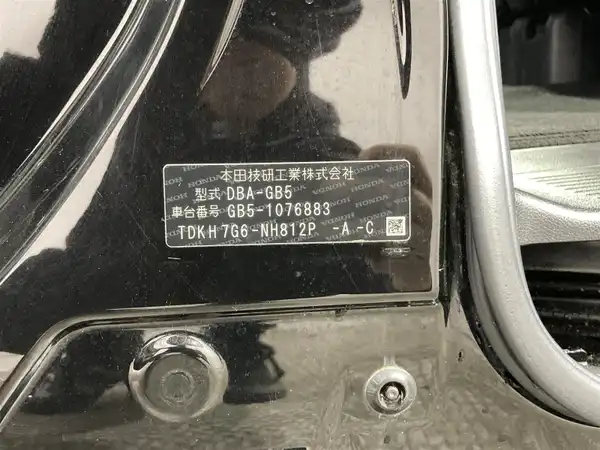 本田技研工業株式会社
型式 DBA-GB5
車台番号 GB5-1076883
TDKH 7G6-NH812P -A-C